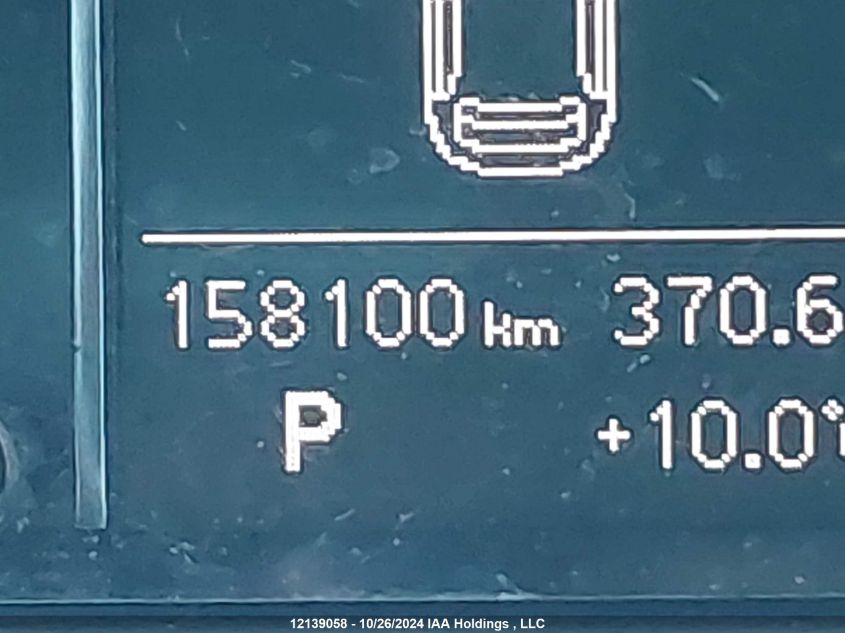 158100 km 370.6
P +10.0°
12139058 - 10/26/2024 IAA Holdings , LLC